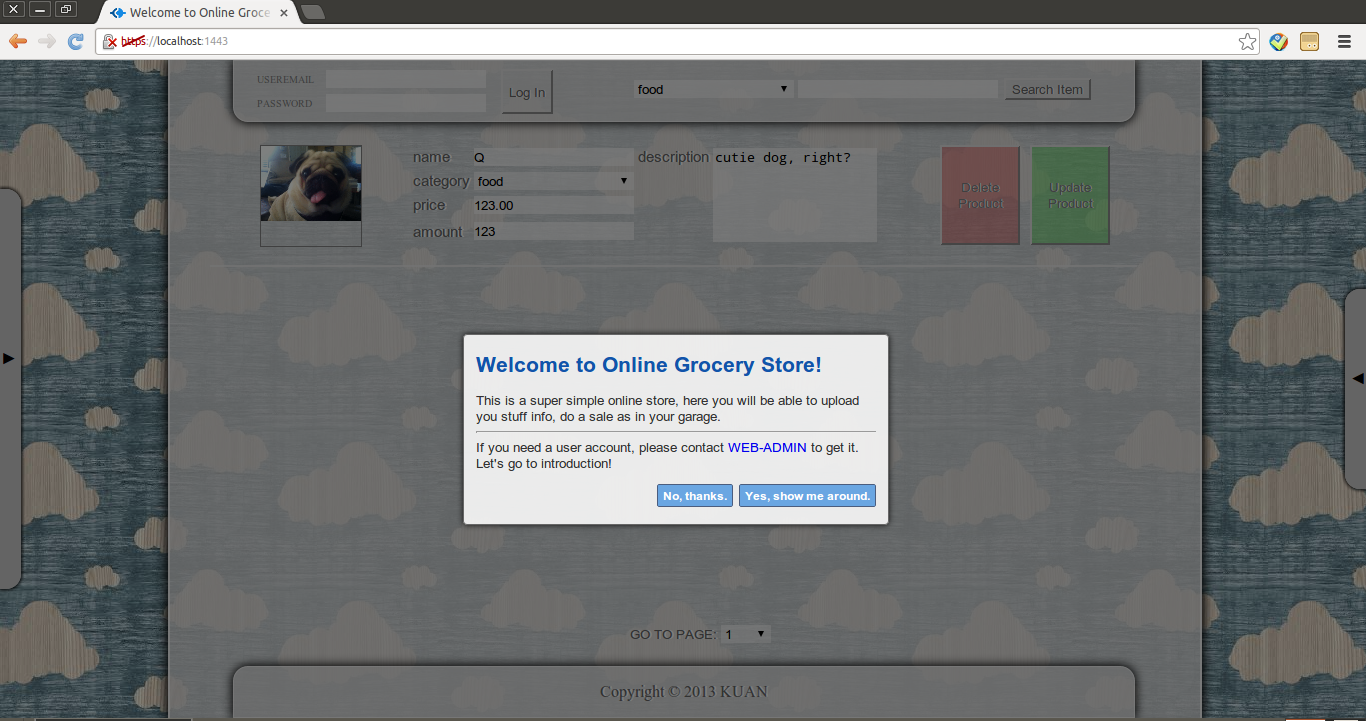 Welcome to Online Groce
https://localhost:1443
USEREMAIL
PASSWORD
Log In
food
Search Item
name Q
category food
price 123.00
amount 123
description cutie dog, right?
Delete
Product
Update
Product
Welcome to Online Grocery Store!
This is a super simple online store, here you will be able to upload
you stuff info, do a sale as in your garage.
If you need a user account, please contact WEB-ADMIN to get it.
Let's go to introduction!
No, thanks. Yes, show me around.
GO TO PAGE: 1
Copyright © 2013 KUAN